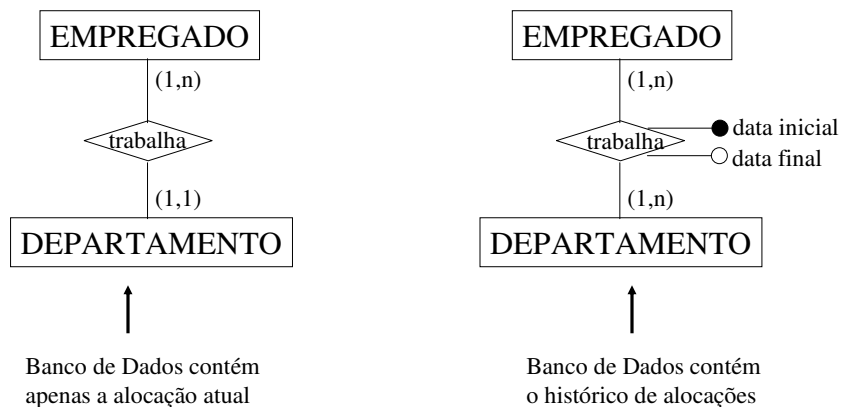 EMPREGADO
(1,n)
trabalha
(1,1)
DEPARTAMENTO
Banco de Dados contém
apenas a alocação atual
EMPREGADO
(1,n)
trabalha
data inicial
data final
(1,n)
DEPARTAMENTO
Banco de Dados contém
o histórico de alocações